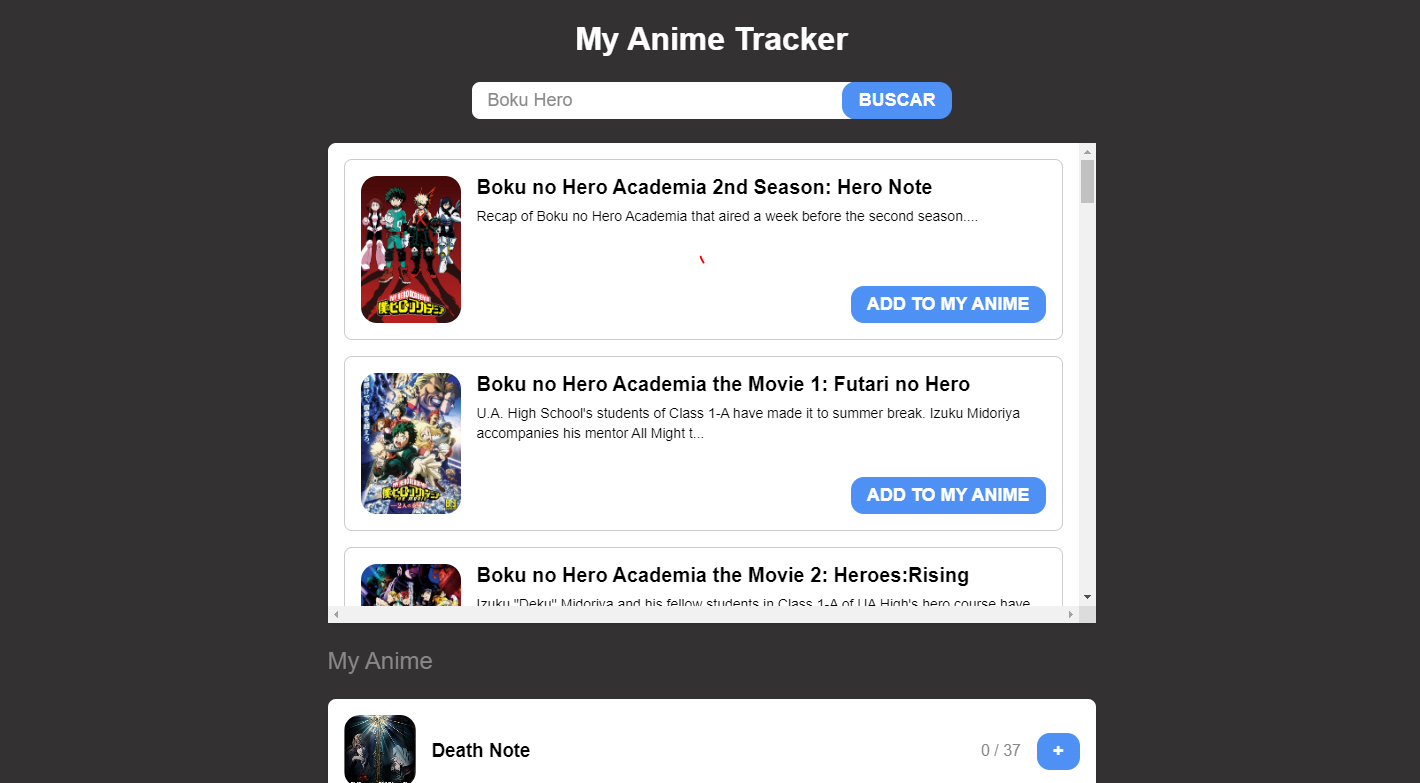 My Anime Tracker
Boku Hero
BUSCAR
Boku no Hero Academia 2nd Season: Hero Note
Recap of Boku no Hero Academia that aired a week before the second season....
ADD TO MY ANIME
Boku no Hero Academia the Movie 1: Futari no Hero
U.A. High School's students of Class 1-A have made it to summer break. Izuku Midoriya
accompanies his mentor All Might t...
ADD TO MY ANIME
Boku no Hero Academia the Movie 2: Heroes:Rising
Izuku "Deku" Midoriya and his fellow students in Class 1-A of UA High's hero course have
My Anime
Death Note
0 / 37
+